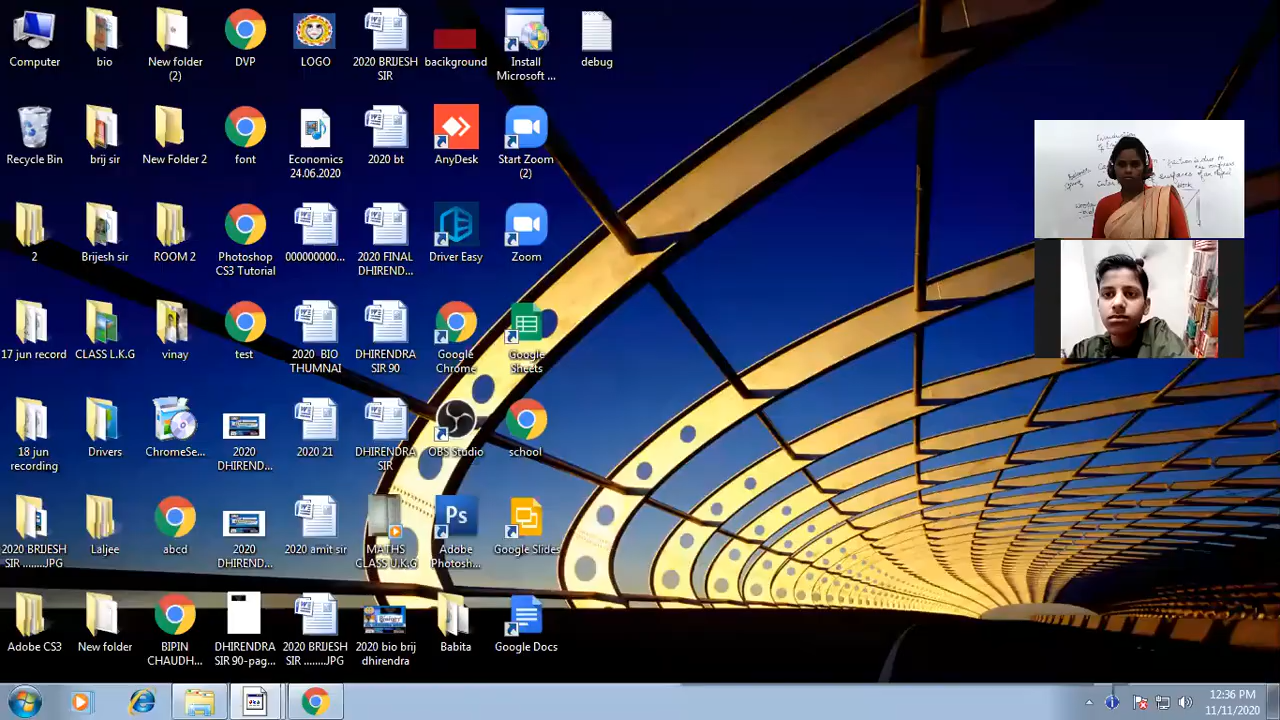 Computer
bio
New folder
(2)
DVP
LOGO
2020 BRIJESH
SIR
bacikground
Install
Microsoft ...
debug
Recycle Bin
brij sir
New Folder 2
font
Economics
24.06.2020
2020 bt
AnyDesk
Start Zoom
(2)
2
Brijesh sir
ROOM 2
Photoshop
CS3 Tutorial
000000000...
2020 FINAL
DHIREND...
Driver Easy
Zoom
17 jun record
CLASS L.K.G
vinay
test
2020 BIO
THUMNAI
DHIRENDRA
SIR 90
Google
Chrome
Google
Sheets
18 jun
recording
Drivers
ChromeSe...
2020
DHIREND...
2020 21
DHIRENDRA
SIR
OBS Studio
school
2020 BRIJESH
SIR ........JPG
Laljee
abcd
2020
DHIREND...
2020 amit sir
MATHS
CLASS U.K.G
Adobe
Photosh...
Google Slides
Adobe CS3
New folder
BIPIN
CHAUDH...
DHIRENDRA
SIR 90-pag...
2020 BRIJESH
SIR ........JPG
2020 bio brij
dhirendra
Babita
Google Docs
Ps
12:36 PM
11/11/2020